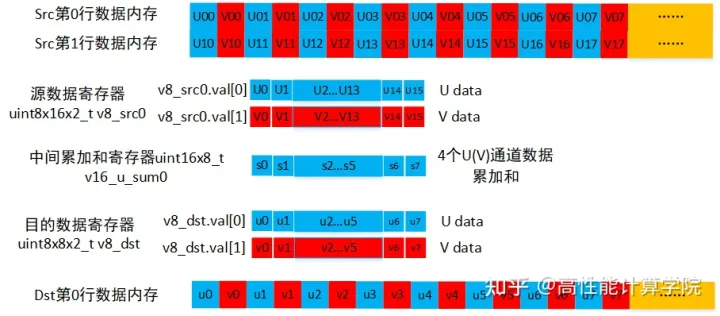 Src第0行数据内存 U00 V00 U01 V01 U02 V02 U03 V03 U04 V04 U05 V05 U06 V06 U07 V07 ......
Src第1行数据内存 U10 V10 U11 V11 U12 V12 U13 V13 U14 V14 U15 V15 U16 V16 U17 V17 ......
源数据寄存器
uint8x16x2_t v8_src0
v8_src0.val[0] U0 U1 U2...U13 U14 U15 U data
v8_src0.val[1] V0 V1 V2...V13 V14 V15 V data
中间累加和寄存器uint16x8_t
v16_u_sum0
s0 s1 s2...s5 s6 s7
4个U(V)通道数据
累加和
目的数据寄存器
uint8x8x2_t v8_dst
v8_dst.val[0] u0 u1 u2...u5 u6 u7 U data
v8_dst.val[1] v0 v1 v2...v5 v6 v7 V data
知乎 @高性能计算学院
Dst第0行数据内存 u0 v0 u1 v1 u2 v2 u3 v3 u4 v4 u5 v5 u6 v6 u7 v7 ......